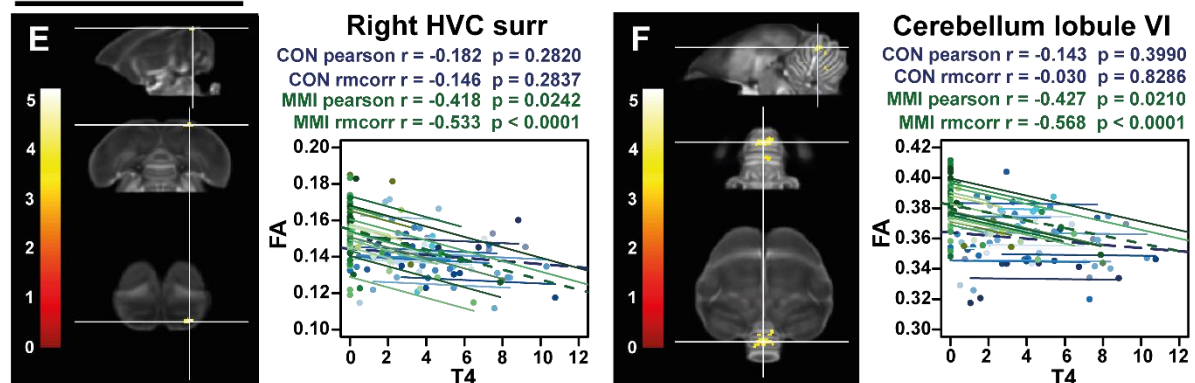 E
5
4
3
2
1
0
Right HVC surr
CON pearson r = -0.182 p = 0.2820
CON rmcorr r = -0.146 p = 0.2837
MMI pearson r = -0.418 p = 0.0242
MMI rmcorr r = -0.533 p < 0.0001
0.20
0.18
0.16
0.14
0.12
0.10
FA
0 2 4 6 8 10 12
T4
F
5
4
3
2
1
0
Cerebellum lobule VI
CON pearson r = -0.143 p = 0.3990
CON rmcorr r = -0.030 p = 0.8286
MMI pearson r = -0.427 p = 0.0210
MMI rmcorr r = -0.568 p < 0.0001
0.42
0.40
0.38
0.36
0.34
0.32
0.30
FA
0 2 4 6 8 10 12
T4